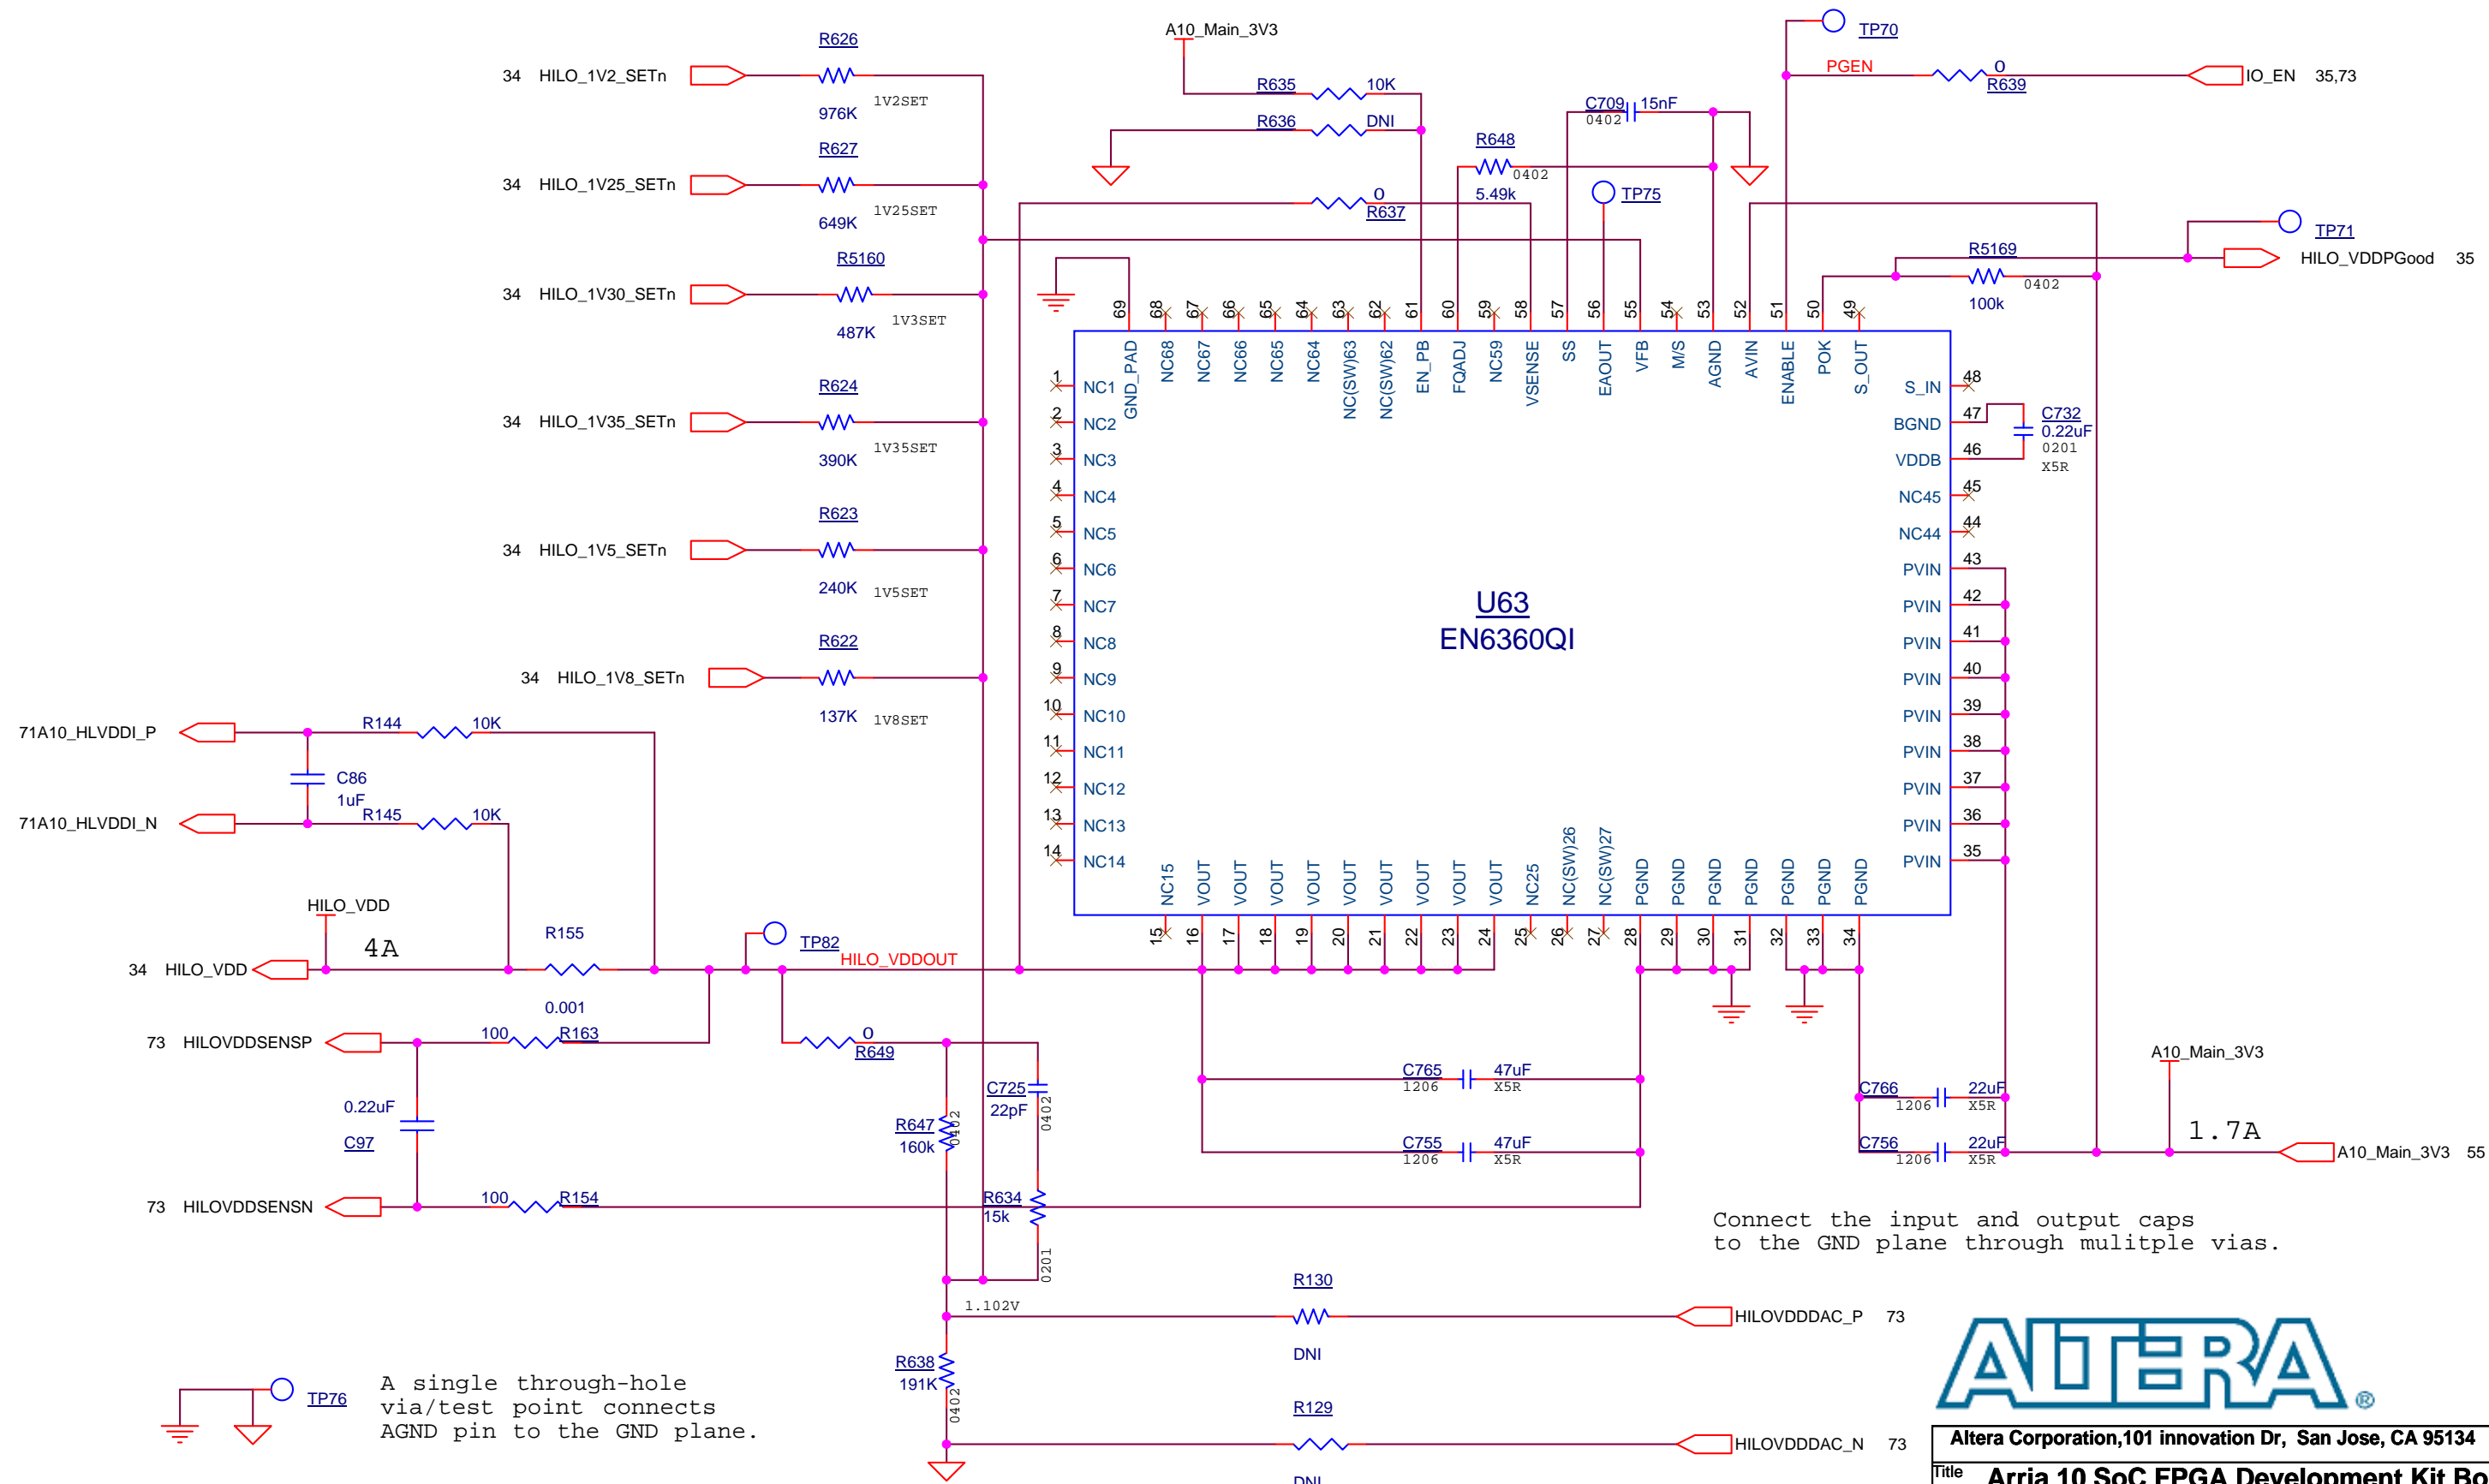 R626
34 HILO_1V2_SETn
976K 1V2SET
R627
34 HILO_1V25_SETn
649K 1V25SET
R5160
34 HILO_1V30_SETn
487K 1V3SET
R624
34 HILO_1V35_SETn
390K 1V35SET
R623
34 HILO_1V5_SETn
240K 1V5SET
R622
34 HILO_1V8_SETn
137K 1V8SET
A10_Main_3V3
R635 10K
R636 DNI
0
R637
C709 15nF
0402
R648
0402
5.49k
TP75
TP70
PGEN
0
R639
IO_EN 35,73
TP71
HILO_VDDPGood 35
R5169
0402
100k
69 68 67 66 65 64 63 62 61 60 59 58 57 56 55 54 53 52 51 50 49
GND_PAD NC68 NC67 NC66 NC65 NC64 NC(SW)63 NC(SW)62 EN_PB FQADJ NC59 VSENSE SS EAOUT VFB M/S AGND AVIN ENABLE POK S_OUT
1 NC1
2 NC2
3 NC3
4 NC4
5 NC5
6 NC6
7 NC7
8 NC8
9 NC9
10 NC10
11 NC11
12 NC12
13 NC13
14 NC14
U63
EN6360QI
S_IN 48
BGND 47
VDDB 46
NC45 45
NC44 44
PVIN 43
PVIN 42
PVIN 41
PVIN 40
PVIN 39
PVIN 38
PVIN 37
PVIN 36
PVIN 35
C732
0.22uF
0201
X5R
NC15 VOUT VOUT VOUT VOUT VOUT VOUT VOUT VOUT VOUT NC25 NC(SW)26 NC(SW)27 PGND PGND PGND PGND PGND PGND PGND
15 16 17 18 19 20 21 22 23 24 25 26 27 28 29 30 31 32 33 34
71A10_HLVDDI_P
R144 10K
C86
1uF
71A10_HLVDDI_N
R145 10K
HILO_VDD
4A
34 HILO_VDD
R155
0.001
TP82
HILO_VDDOUT
73 HILOVDDSENSP
100 R163
0.22uF
C97
73 HILOVDDSENSN
100 R154
0
R649
R647
160k
0402
C725
22pF
0402
R634
15k
0201
C765 47uF
1206 X5R
C755 47uF
1206 X5R
C766 22uF
1206 X5R
C756 22uF
1206 X5R
A10_Main_3V3
1.7A
A10_Main_3V3 55
Connect the input and output caps
to the GND plane through mulitple vias.
1.102V
R130
DNI
HILOVDDDAC_P 73
R638
191K
0402
R129
DNI
HILOVDDDAC_N 73
TP76
A single through-hole
via/test point connects
AGND pin to the GND plane.
ALTERA
®
Altera Corporation,101 innovation Dr, San Jose, CA 95134
Title Arria 10 SoC FPGA Development Kit Bo